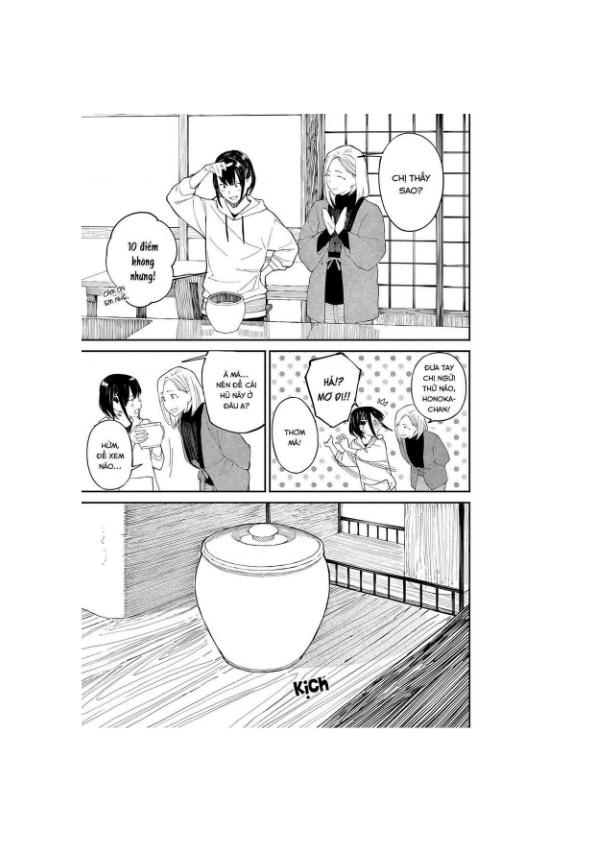 CHỊ THẤY
SAO?
10 điểm
không
nhưng!
CẢM ƠN
EM NHÉ.
ĐƯA TAY
CHỊ NGỬI
THỬ NÀO,
HONOKA-
CHAN!
HẢ!?
MƠ ĐI!!
THƠM
MÀ!
À MÀ...
NÊN ĐỂ CÁI
HŨ NÀY Ở
ĐÂU Ạ?
HỪM,
ĐỂ XEM
NÀO...
KỊCH